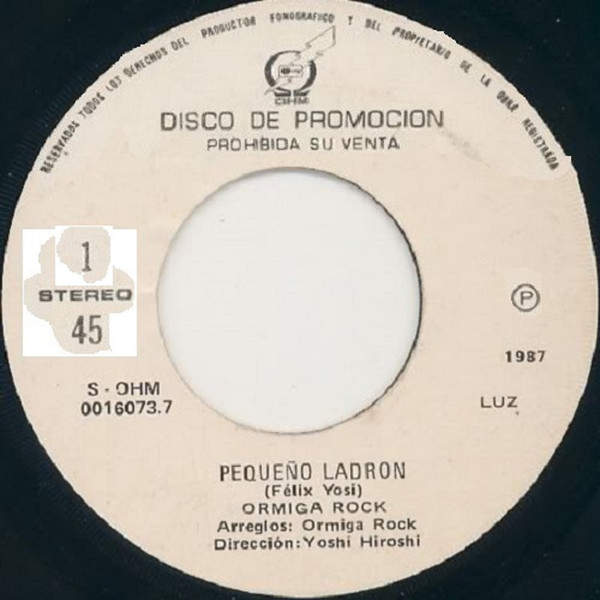 RESERVADOS TODOS LOS DERECHOS DEL PRODUCTOR FONOGRAFICO Y DEL PROPIETARIO DE LA OBRA REGISTRADA
OHM
DISCO DE PROMOCION
PROHIBIDA SU VENTA
1
STEREO
45
P
1987
S - OHM
0016073.7
LUZ
PEQUEÑO LADRON
(Félix Yosi)
ORMIGA ROCK
Arreglos: Ormiga Rock
Dirección: Yoshi Hiroshi